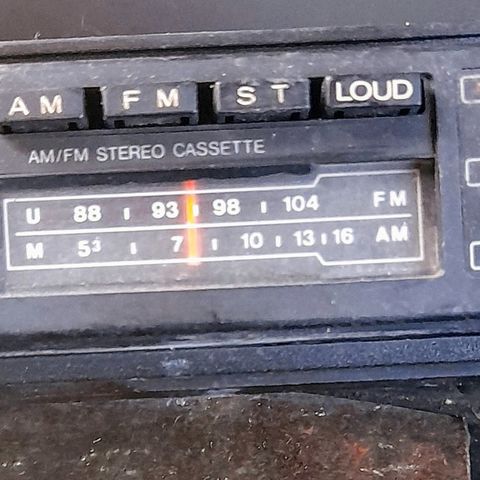 AM FM ST LOUD
AM/FM STEREO CASSETTE
U 88 93 98 104 FM
M 53 7 10 13 16 AM